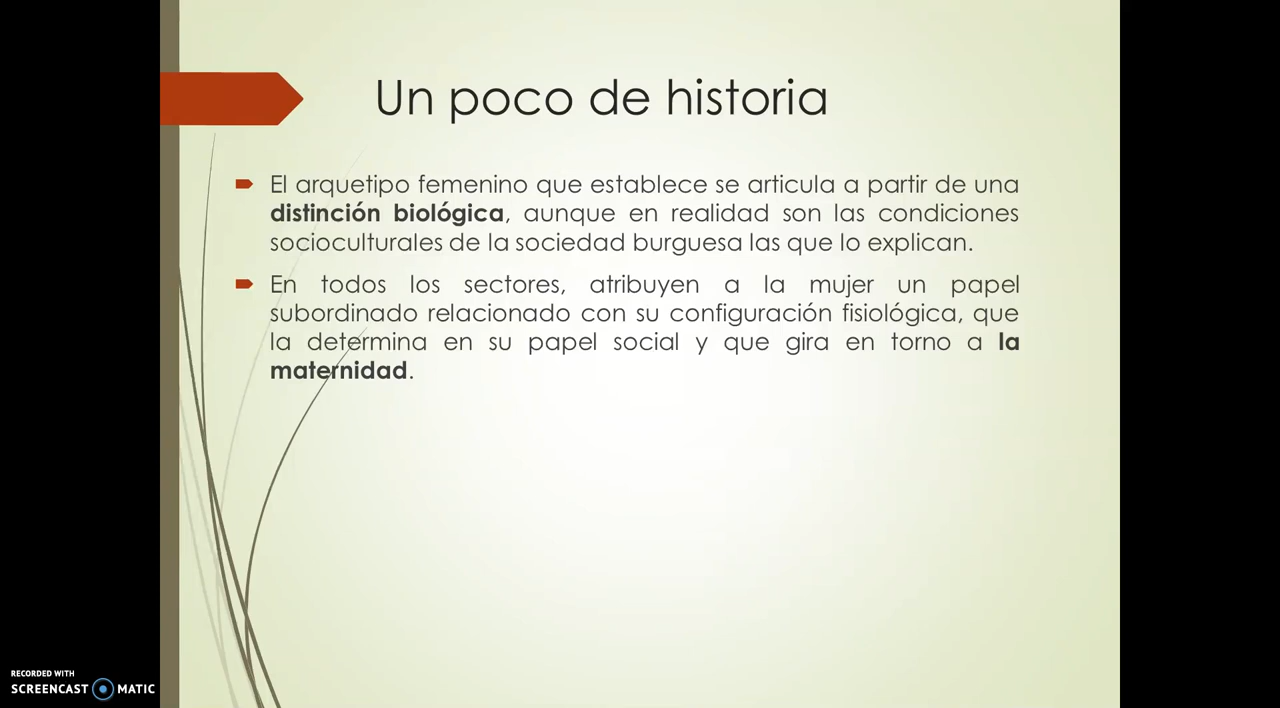 Un poco de historia
El arquetipo femenino que establece se articula a partir de una
distinción biológica, aunque en realidad son las condiciones
socioculturales de la sociedad burguesa las que lo explican.
En todos los sectores, atribuyen a la mujer un papel
subordinado relacionado con su configuración fisiológica, que
la determina en su papel social y que gira en torno a la
maternidad.
RECORDED WITH
SCREENCAST MATIC